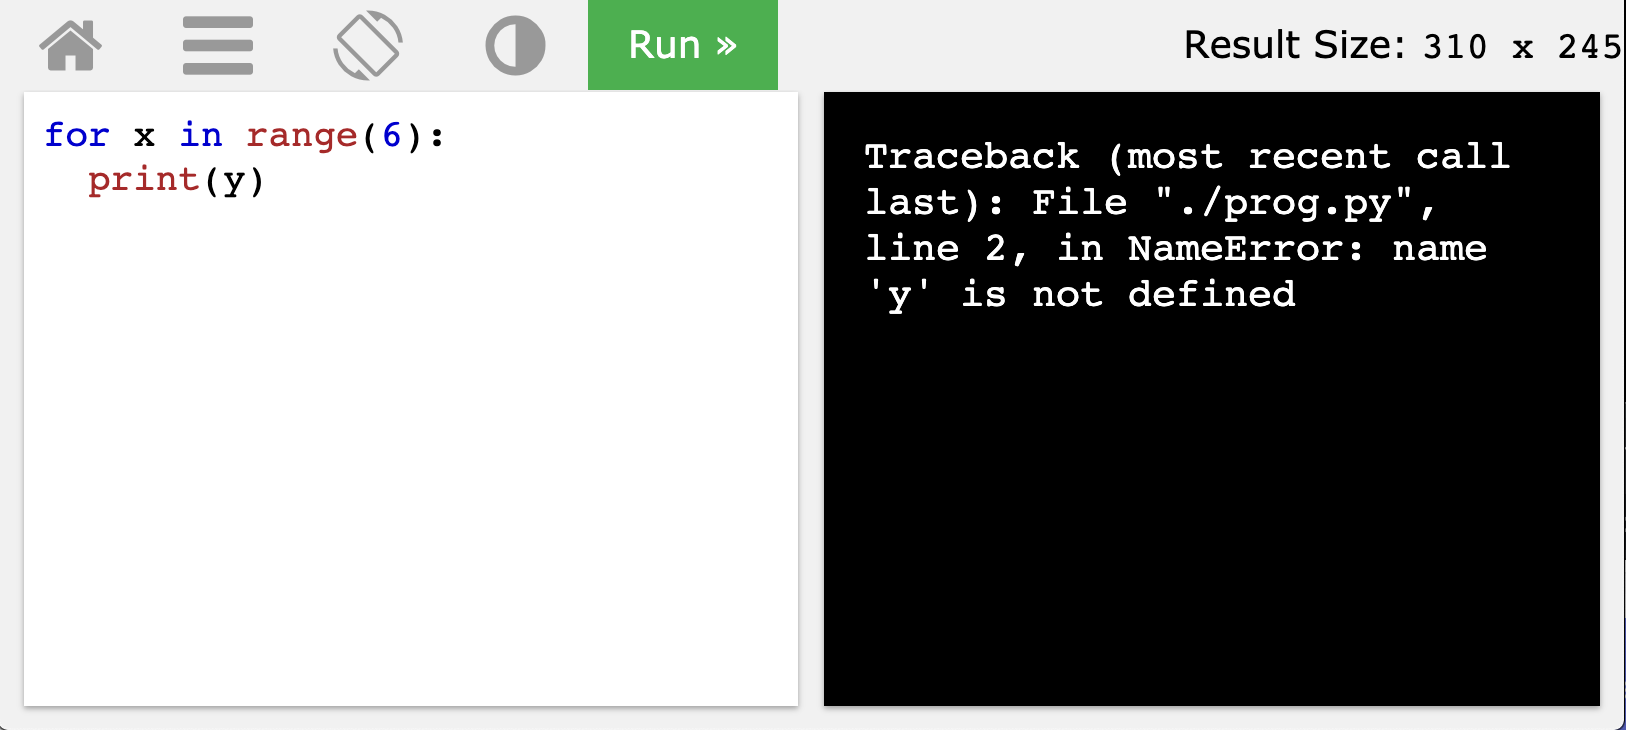 Run »
Result Size: 310 x 245
for x in range(6):
  print(y)
Traceback (most recent call
last): File "./prog.py",
line 2, in NameError: name
'y' is not defined